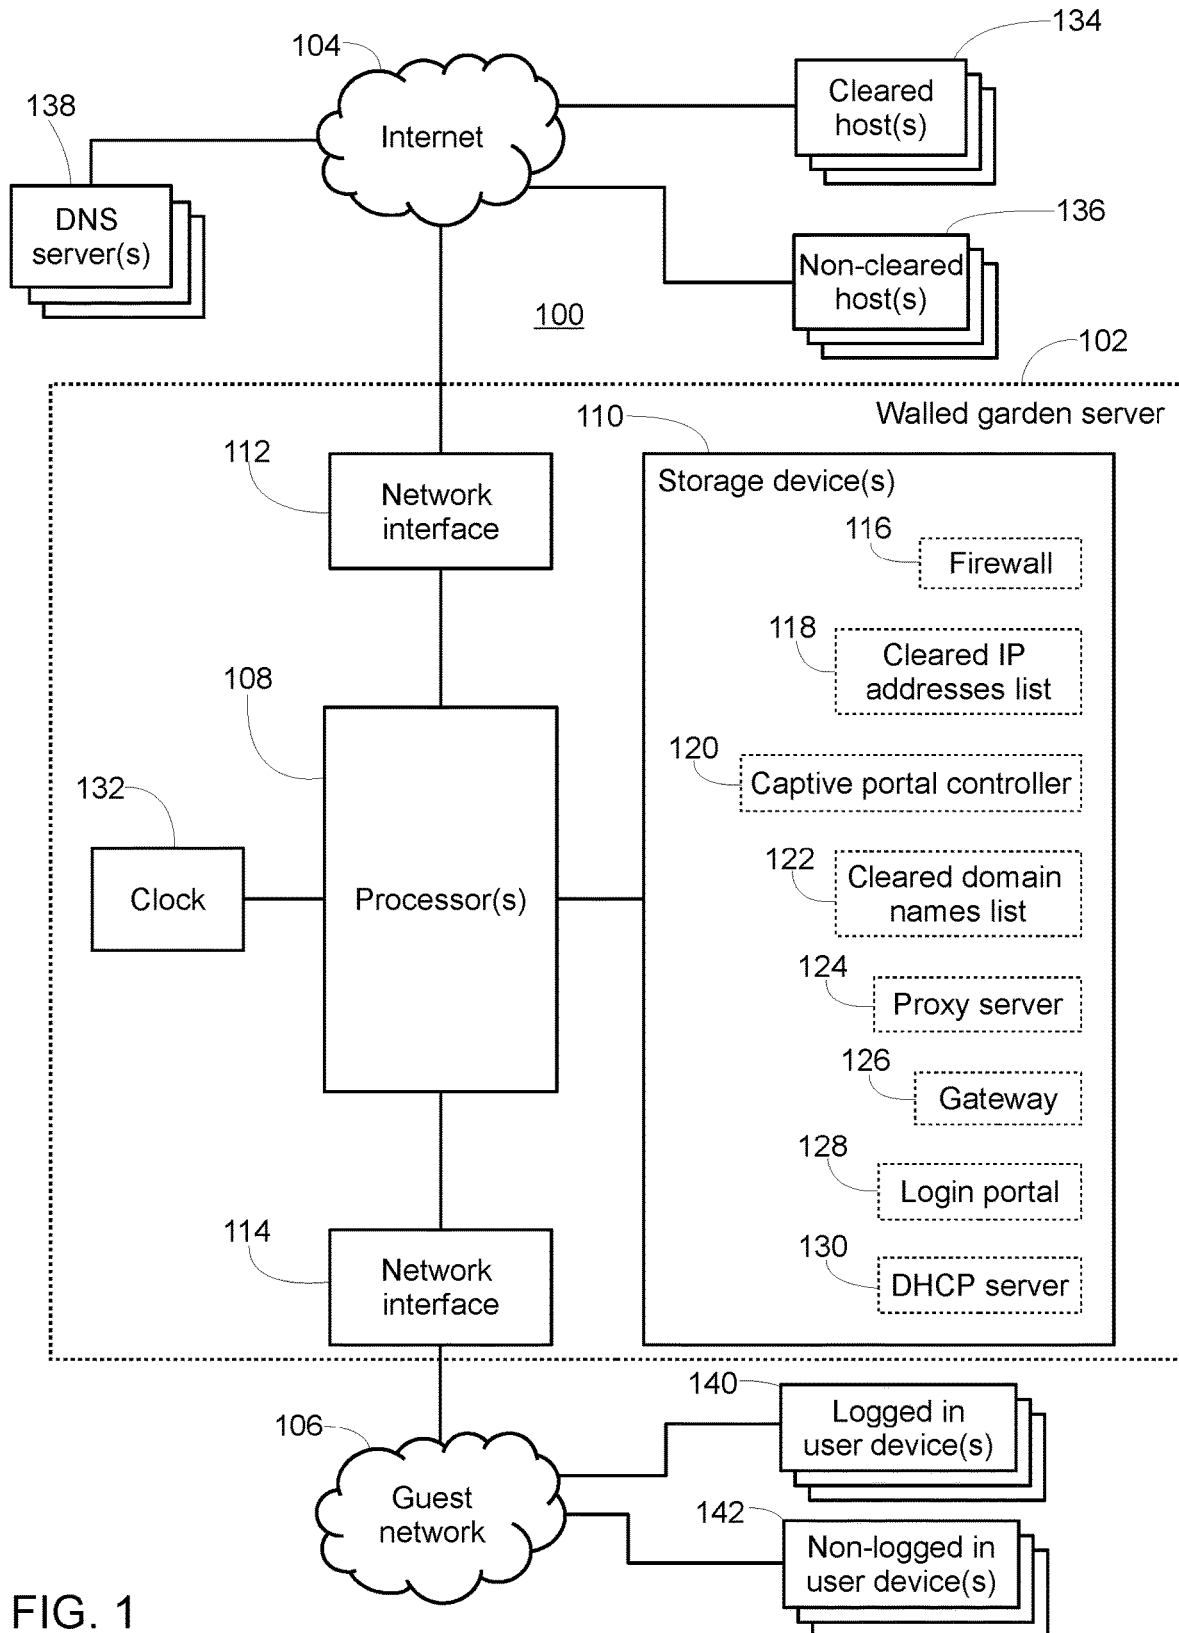 104
134
138
Internet
Cleared
host(s)
DNS
server(s)
136
Non-cleared
host(s)
100
102
Walled garden server
110
112
Network
interface
Storage device(s)
116
Firewall
118
Cleared IP
addresses list
108
120
Captive portal controller
132
122
Cleared domain
names list
Clock
Processor(s)
124
Proxy server
126
Gateway
128
Login portal
114
Network
interface
130
DHCP server
140
Logged in
user device(s)
106
Guest
network
142
Non-logged in
user device(s)
FIG. 1